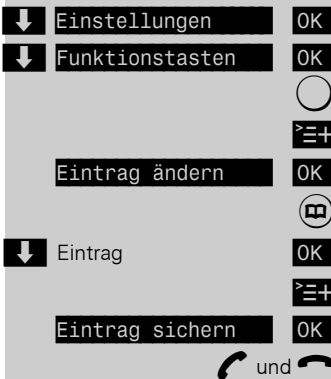 Einstellungen OK
Funktionstasten OK
>☰+
Eintrag ändern OK
Eintrag OK
>☰+
Eintrag sichern OK
und